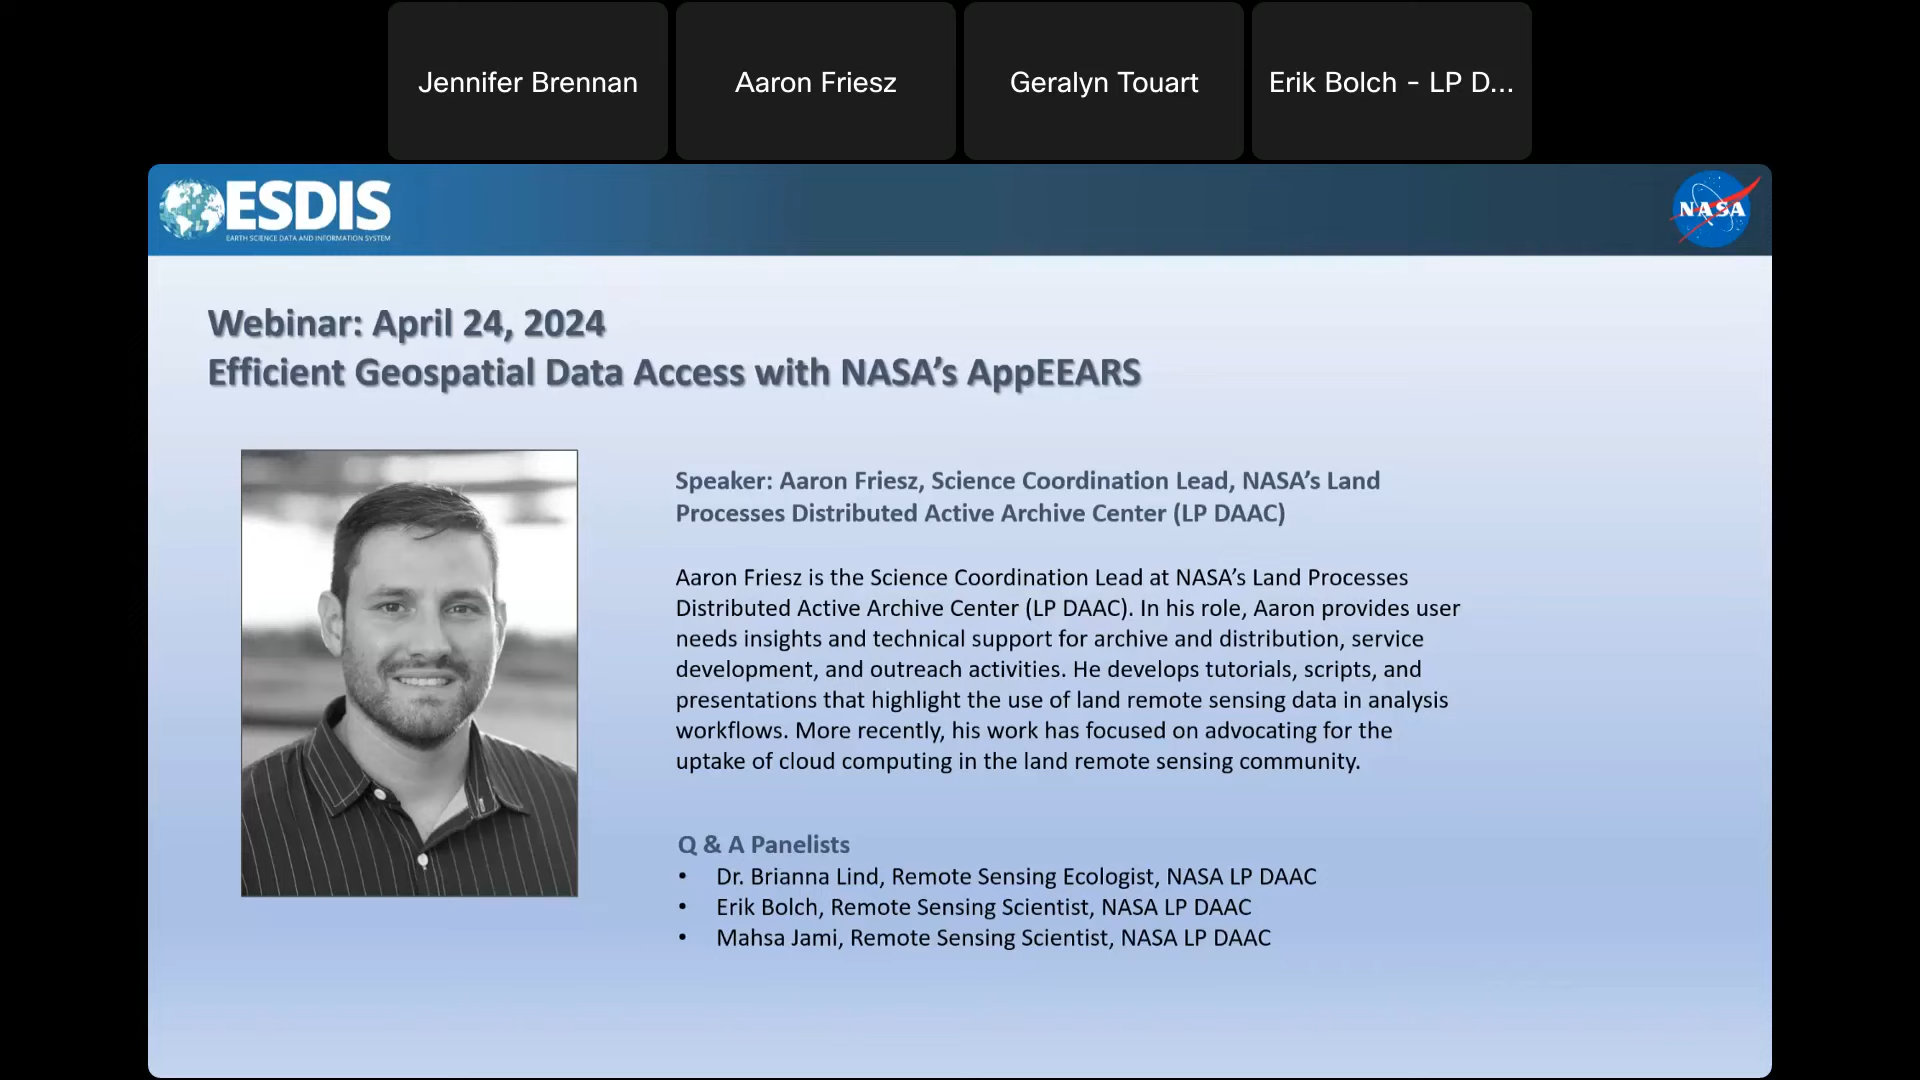 Jennifer Brennan
Aaron Friesz
Geralyn Touart
Erik Bolch - LP D...
ESDIS
EARTH SCIENCE DATA AND INFORMATION SYSTEM
NASA
Webinar: April 24, 2024
Efficient Geospatial Data Access with NASA’s AppEEARS
Speaker: Aaron Friesz, Science Coordination Lead, NASA’s Land
Processes Distributed Active Archive Center (LP DAAC)
Aaron Friesz is the Science Coordination Lead at NASA’s Land Processes
Distributed Active Archive Center (LP DAAC). In his role, Aaron provides user
needs insights and technical support for archive and distribution, service
development, and outreach activities. He develops tutorials, scripts, and
presentations that highlight the use of land remote sensing data in analysis
workflows. More recently, his work has focused on advocating for the
uptake of cloud computing in the land remote sensing community.
Q & A Panelists
• Dr. Brianna Lind, Remote Sensing Ecologist, NASA LP DAAC
• Erik Bolch, Remote Sensing Scientist, NASA LP DAAC
• Mahsa Jami, Remote Sensing Scientist, NASA LP DAAC